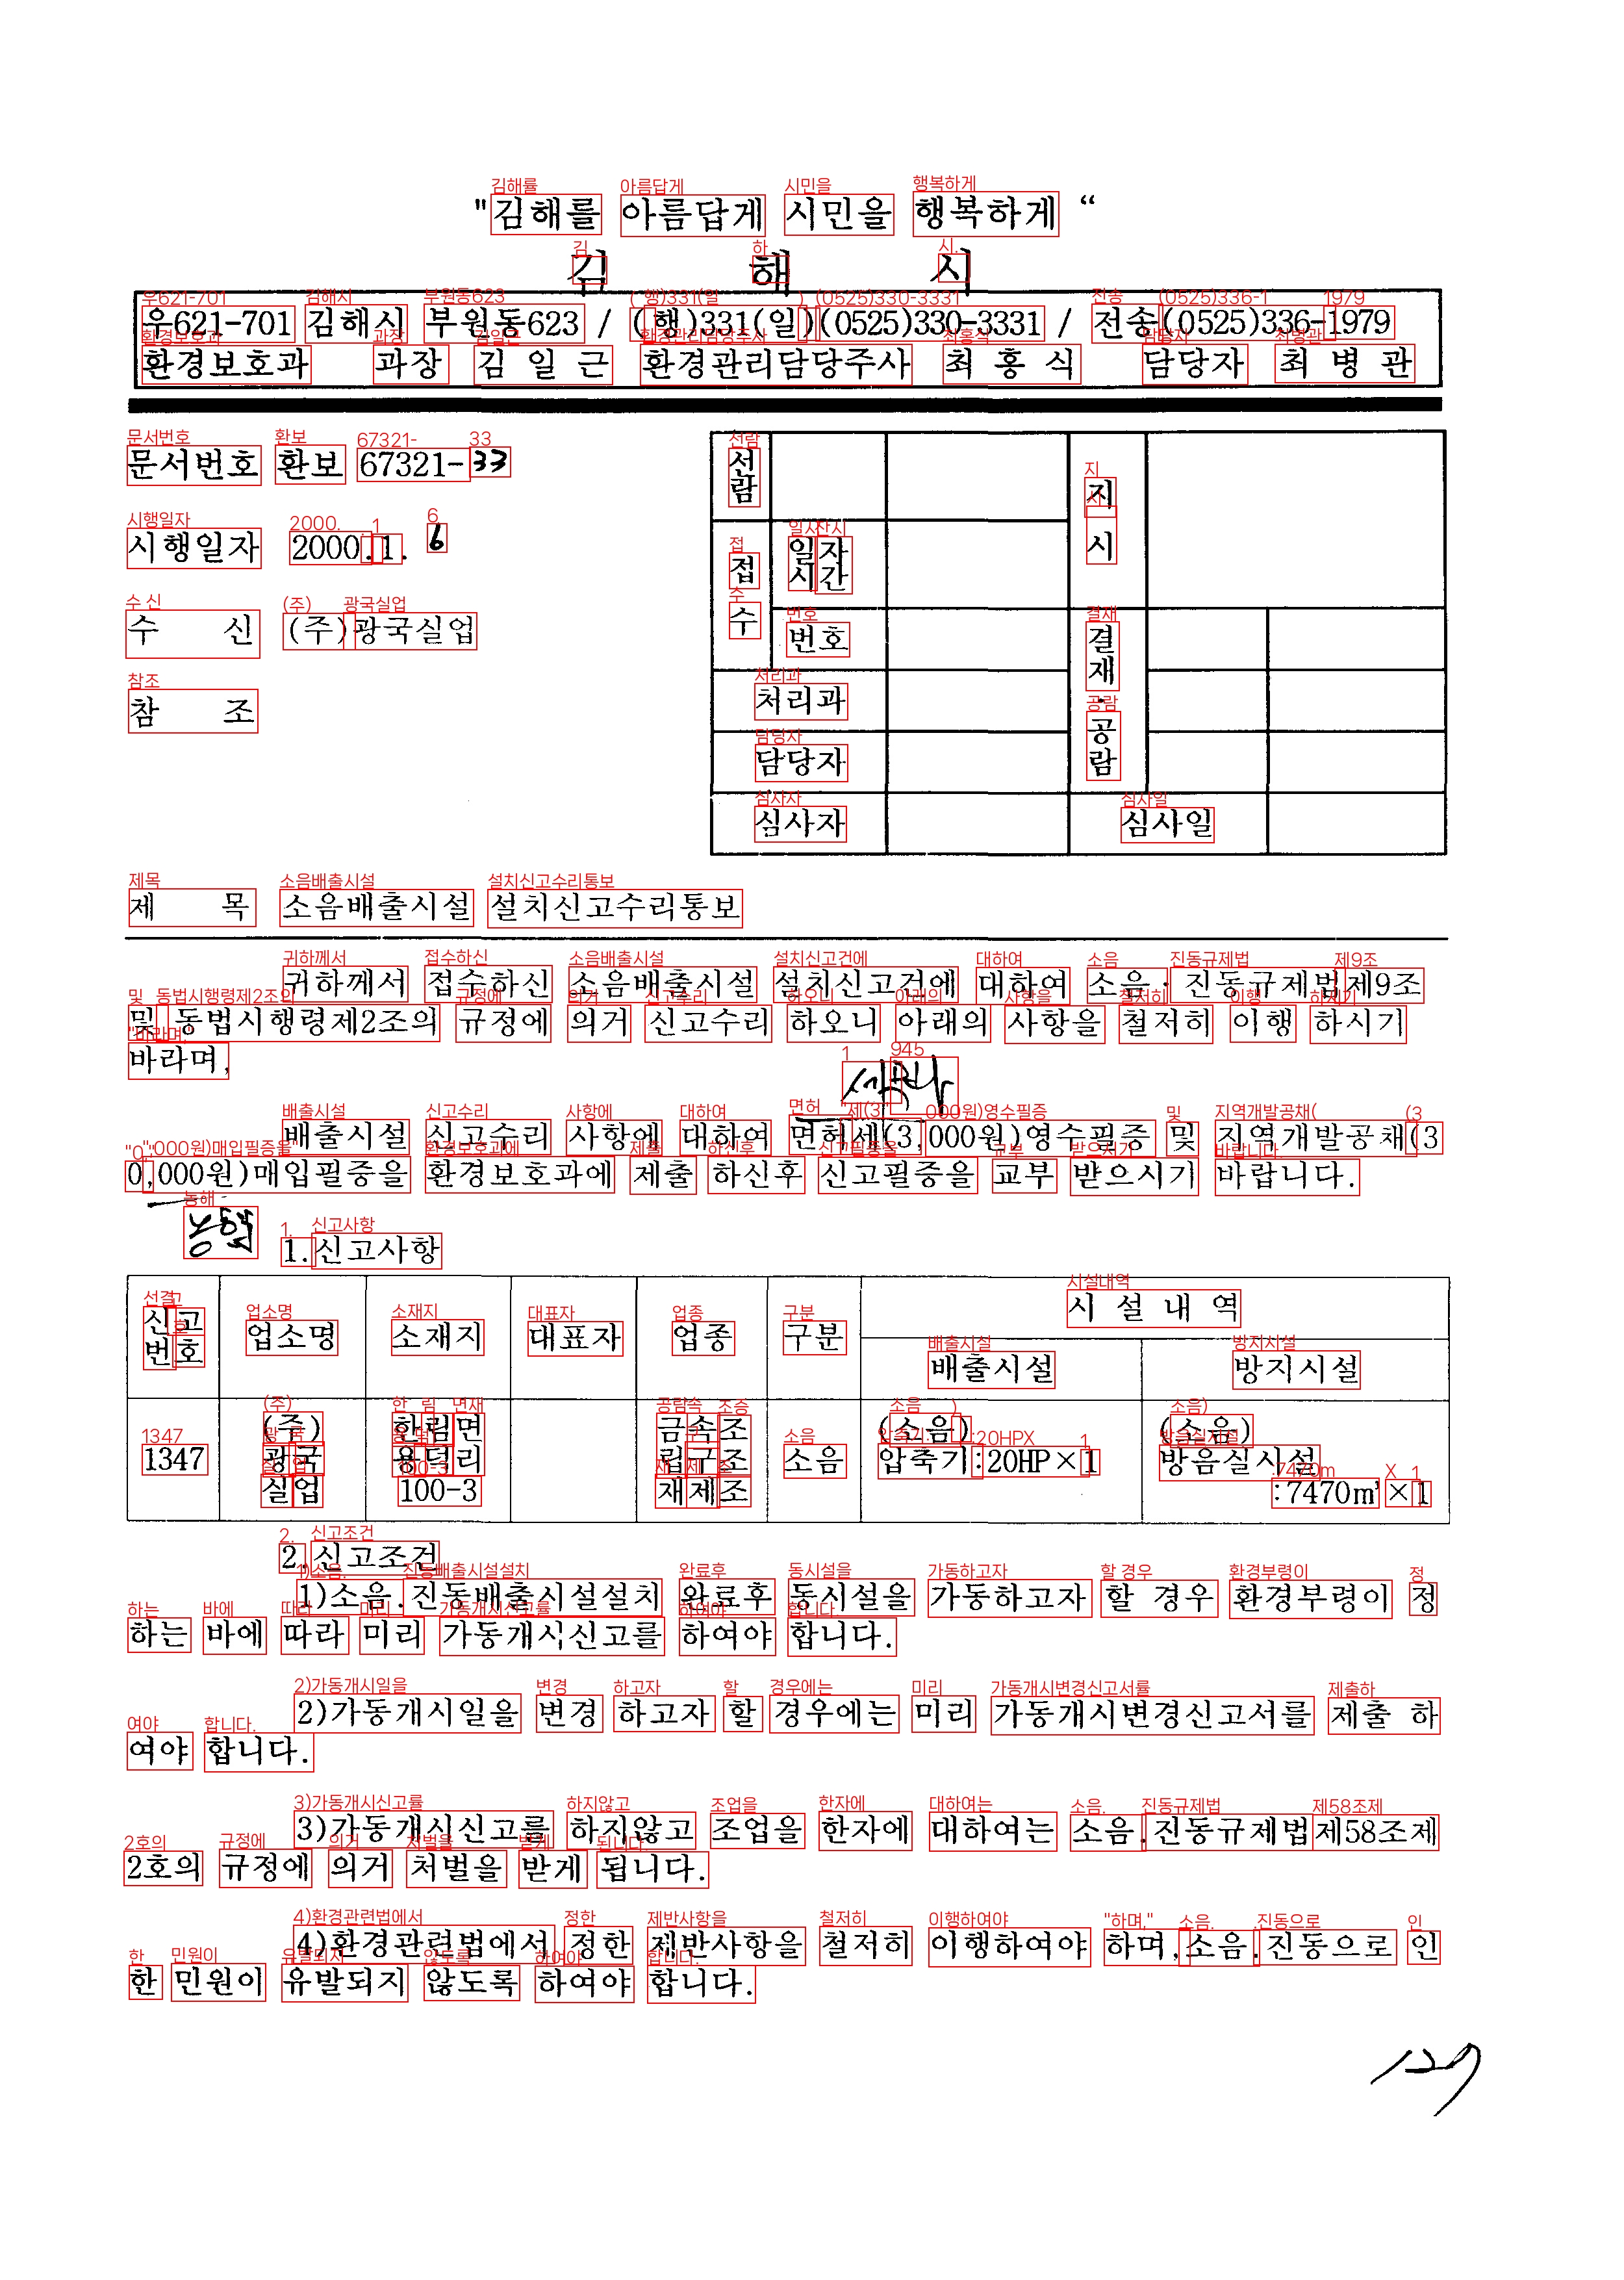 "김해를 아름답게 시민을 행복하게 "
김 해 시
우621-701 김해시 부원동623 / (행)331(일)(0525)330-3331 / 전송(0525)336-1979
환경보호과 과장 김 일 근 환경관리담당주사 최 홍 식 담당자 최 병 관
문서번호 환보 67321-33
시행일자 2000.1. 6
수 신 (주)광국실업
참 조
선람
지시
접수
일자
시간
번호
결재·공람
처리과
담당자
심사자
심사일
제 목 소음배출시설 설치신고수리통보
귀하께서 접수하신 소음배출시설 설치신고건에 대하여 소음·진동규제법제9조
및 동법시행령제2조의 규정에 의거 신고수리 하오니 아래의 사항을 철저히 이행 하시기
바라며,
배출시설 신고수리 사항에 대하여 면허세(3,000원)영수필증 및 지역개발공채(3
0,000원)매입필증을 환경보호과에 제출 하신후 신고필증을 교부 받으시기 바랍니다.
농협
1.신고사항
신고번호 업소명 소재지 대표자 업종 구분 시 설 내 역
배출시설 방지시설
1347 (주)광국실업 한림면 용덕리 100-3 금속조립구조재제조 소음 (소음) 압축기:20HP×1 (소음) 방음실시설 :7470㎥×1
2.신고조건
1)소음.진동배출시설설치 완료후 동시설을 가동하고자 할 경우 환경부령이 정
하는 바에 따라 미리 가동개시신고를 하여야 합니다.
2)가동개시일을 변경 하고자 할 경우에는 미리 가동개시변경신고서를 제출 하
여야 합니다.
3)가동개시신고를 하지않고 조업을 한자에 대하여는 소음.진동규제법제58조제
2호의 규정에 의거 처벌을 받게 됩니다.
4)환경관련법에서 정한 제반사항을 철저히 이행하여야 하며,소음.진동으로 인
한 민원이 유발되지 않도록 하여야 합니다.